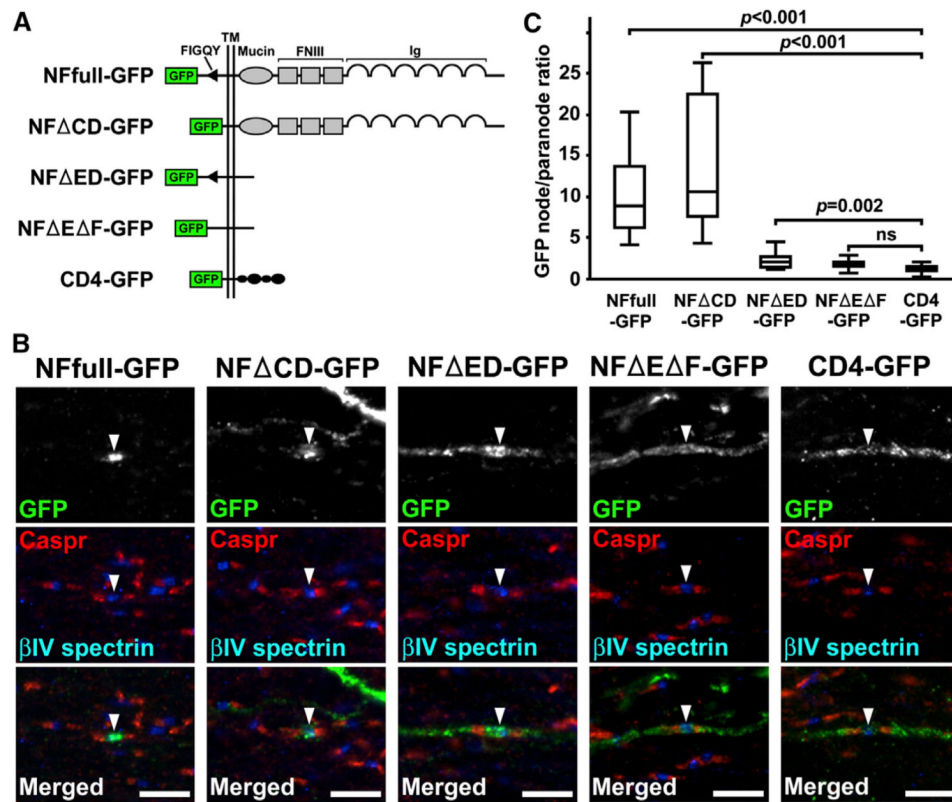 A
TM
FIGQY
Mucin
FNIII
Ig
NFfull-GFP
GFP
NFΔCD-GFP
GFP
NFΔED-GFP
GFP
NFΔEΔF-GFP
GFP
CD4-GFP
GFP
C
p<0.001
p<0.001
p=0.002
ns
GFP node/paranode ratio
25
20
15
10
5
0
NFfull
-GFP
NFΔCD
-GFP
NFΔED
-GFP
NFΔEΔF
-GFP
CD4
-GFP
B
NFfull-GFP
NFΔCD-GFP
NFΔED-GFP
NFΔEΔF-GFP
CD4-GFP
GFP
GFP
GFP
GFP
GFP
Caspr
Caspr
Caspr
Caspr
Caspr
βIV spectrin
βIV spectrin
βIV spectrin
βIV spectrin
βIV spectrin
Merged
Merged
Merged
Merged
Merged